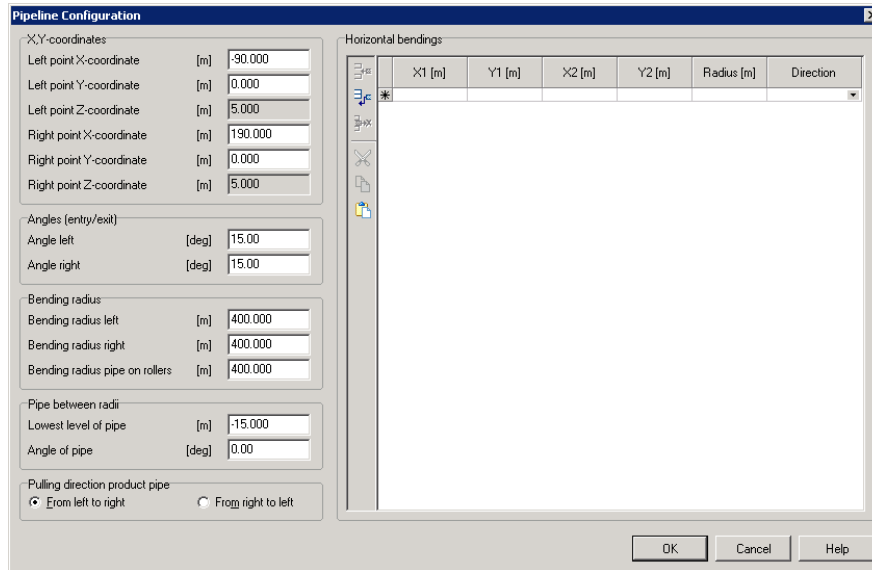 Pipeline Configuration
X,Y-coordinates
Left point X-coordinate [m] -90.000
Left point Y-coordinate [m] 0.000
Left point Z-coordinate [m] 5.000
Right point X-coordinate [m] 190.000
Right point Y-coordinate [m] 0.000
Right point Z-coordinate [m] 5.000
Angles (entry/exit)
Angle left [deg] 15.00
Angle right [deg] 15.00
Bending radius
Bending radius left [m] 400.000
Bending radius right [m] 400.000
Bending radius pipe on rollers [m] 400.000
Pipe between radii
Lowest level of pipe [m] -15.000
Angle of pipe [deg] 0.00
Pulling direction product pipe
From left to right From right to left
Horizontal bendings
X1 [m] Y1 [m] X2 [m] Y2 [m] Radius [m] Direction
OK Cancel Help